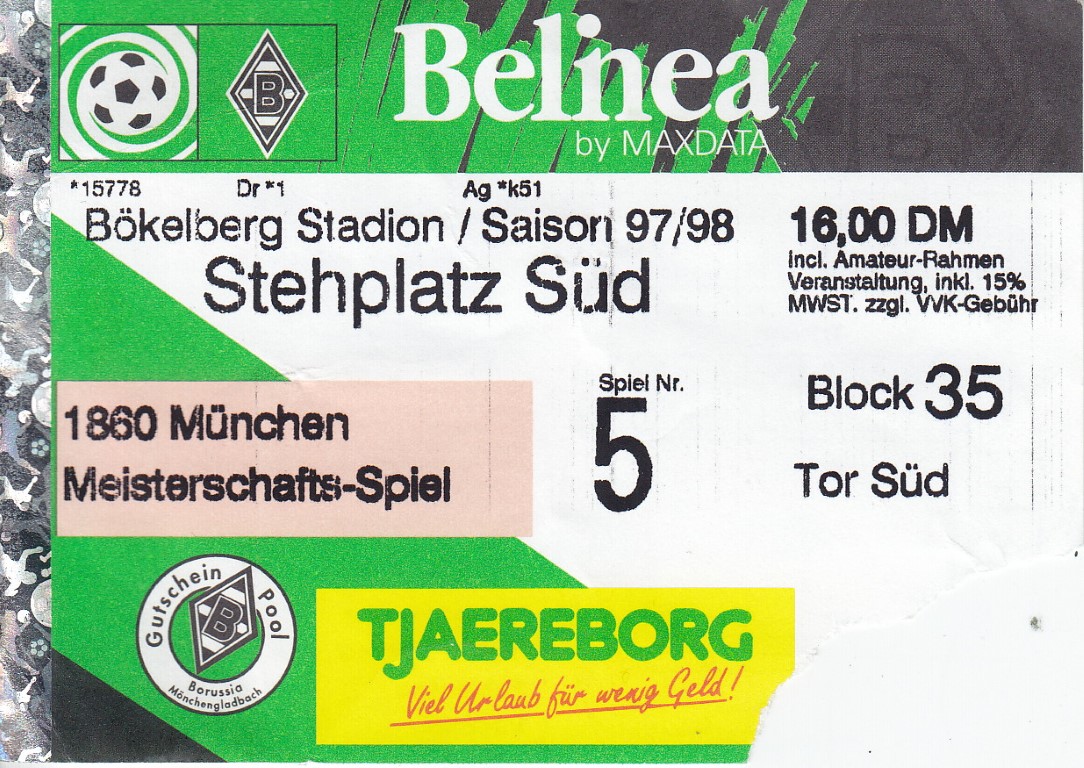 Belinea
by MAXDATA
B
*15778 Dr *1 Ag *k51
Bökelberg Stadion / Saison 97/98
Stehplatz Süd
16,00 DM
incl. Amateur-Rahmen
Veranstaltung, inkl. 15%
MWST. zzgl. VVK-Gebühr
1860 München
Meisterschafts-Spiel
Spiel Nr.
5
Block 35
Tor Süd
Gutschein Pool
B
Borussia
Mönchengladbach
TJAEREBORG
Viel Urlaub für wenig Geld!